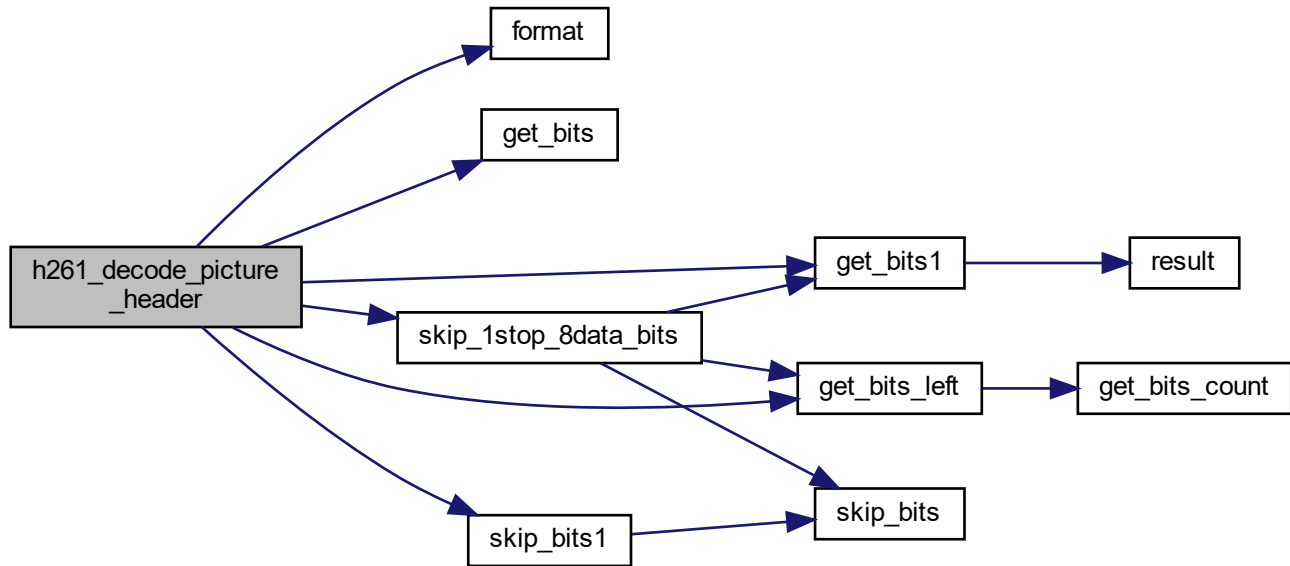 format
get_bits
h261_decode_picture
_header
get_bits1
result
skip_1stop_8data_bits
get_bits_left
get_bits_count
skip_bits
skip_bits1